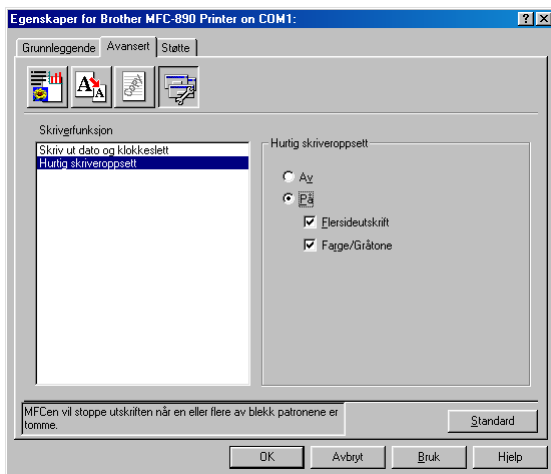 Egenskaper for Brother MFC-890 Printer on COM1:
Grunnleggende Avansert Støtte
Skriverfunksjon
Skriv ut dato og klokkeslett
Hurtig skriveroppsett
Hurtig skriveroppsett
Av
På
Flersideutskrift
Farge/Gråtone
MFCen vil stoppe utskriften når en eller flere av blekk patronene er
tomme.
Standard
OK Avbryt Bruk Hjelp